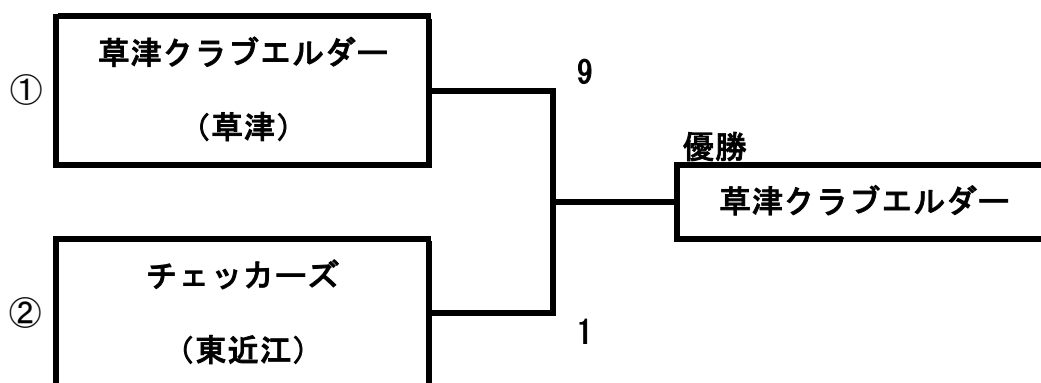 草津クラブエルダー
①
（草津）
9
優勝
草津クラブエルダー
チェッカーズ
②
（東近江）
1